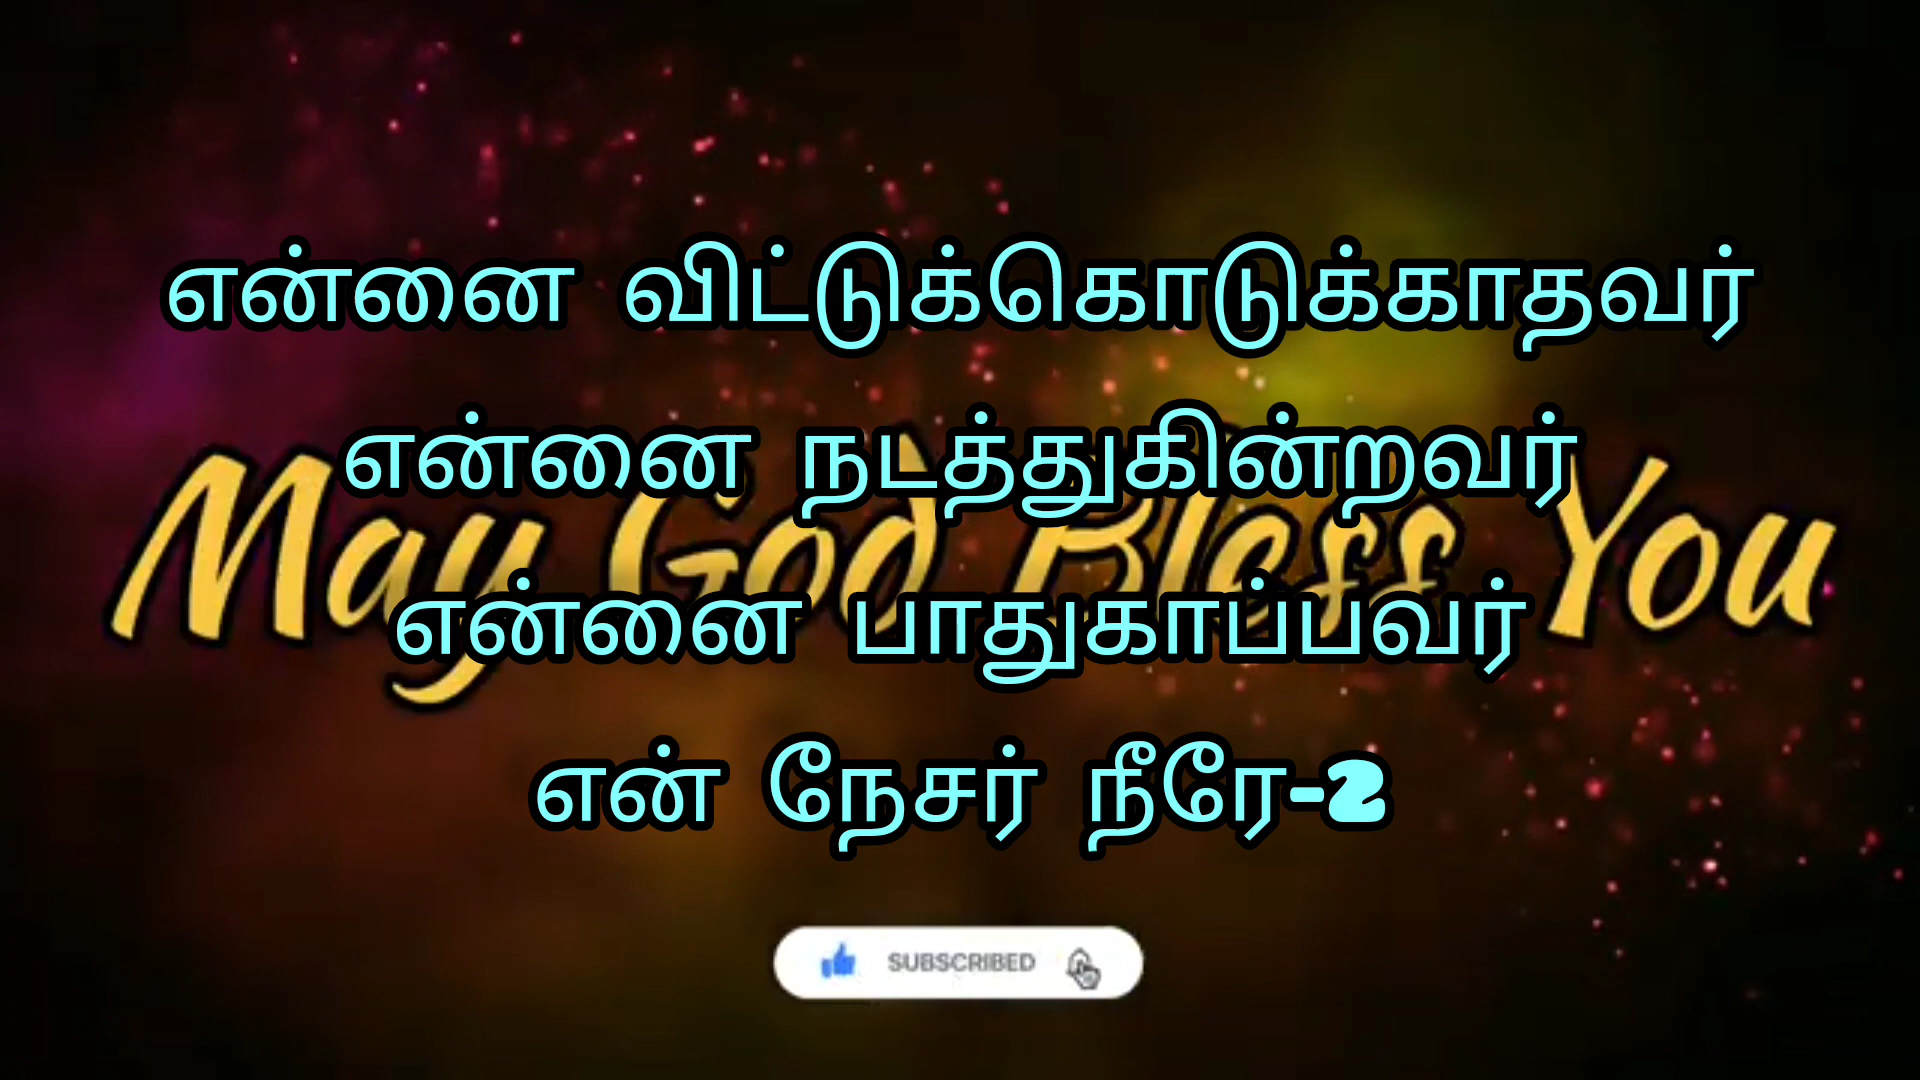 என்னை விட்டுக்கொடுக்காதவர்
என்னை நடத்துகின்றவர்
May God Bless You
என்னை பாதுகாப்பவர்
என் நேசர் நீரே-2
SUBSCRIBED